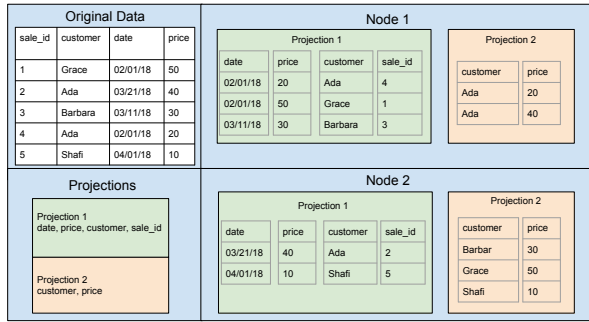 Original Data
sale_id customer date price
1 Grace 02/01/18 50
2 Ada 03/21/18 40
3 Barbara 03/11/18 30
4 Ada 02/01/18 20
5 Shafi 04/01/18 10
Node 1
Projection 1
date price customer sale_id
02/01/18 20 Ada 4
02/01/18 50 Grace 1
03/11/18 30 Barbara 3
Projection 2
customer price
Ada 20
Ada 40
Projections
Projection 1
date, price, customer, sale_id
Projection 2
customer, price
Node 2
Projection 1
date price customer sale_id
03/21/18 40 Ada 2
04/01/18 10 Shafi 5
Projection 2
customer price
Barbar 30
Grace 50
Shafi 10